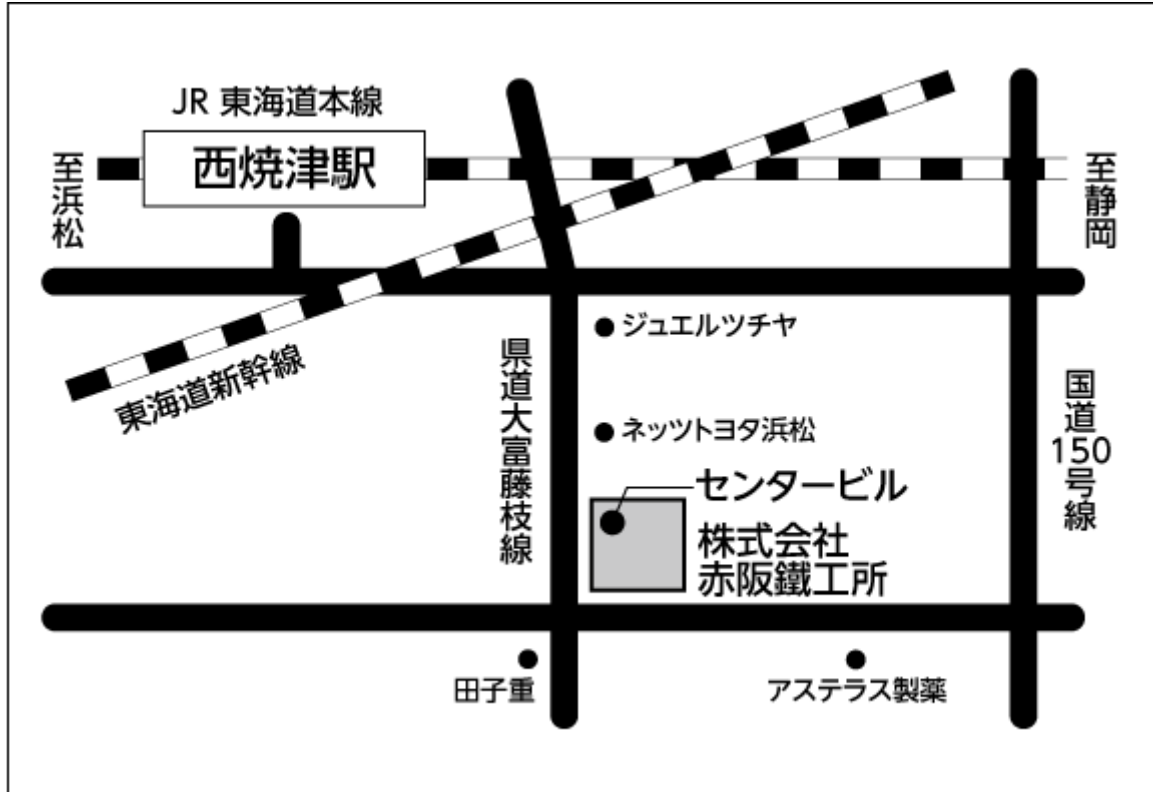 JR 東海道本線
西焼津駅
至浜松
至静岡
東海道新幹線
県道大富藤枝線
国道150号線
ジュエルツチヤ
ネッツトヨタ浜松
センタービル
株式会社
赤阪鐵工所
田子重
アステラス製薬